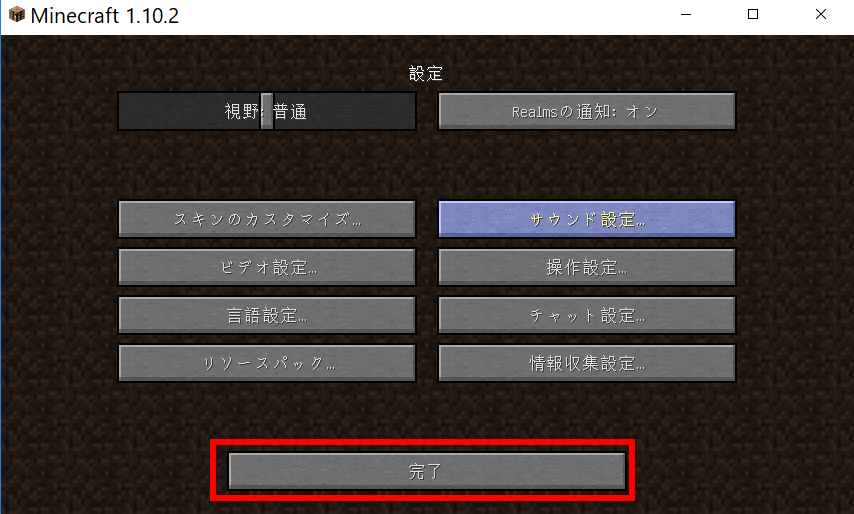 Minecraft 1.10.2
設定
視野: 普通
Realmsの通知: オン
スキンのカスタマイズ...
サウンド設定...
ビデオ設定...
操作設定...
言語設定...
チャット設定...
リソースパック...
情報収集設定...
完了